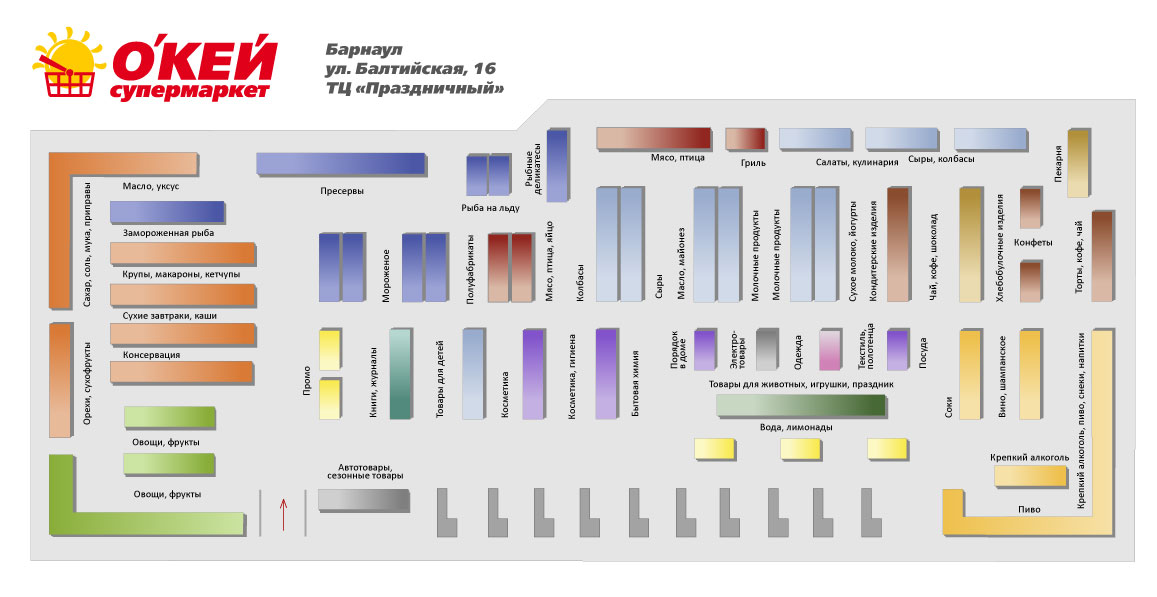 О'КЕЙ
супермаркет
Барнаул
ул. Балтийская, 16
ТЦ «Праздничный»
Масло, уксус
Сахар, соль, мука, приправы
Замороженная рыба
Крупы, макароны, кетчупы
Сухие завтраки, каши
Консервация
Орехи, сухофрукты
Овощи, фрукты
Овощи, фрукты
Пресервы
Рыба на льду
Рыбные
деликатесы
Мясо, птица
Гриль
Салаты, кулинария
Сыры, колбасы
Пекарня
Мороженое
Полуфабрикаты
Мясо, птица, яйцо
Колбасы
Сыры
Масло, майонез
Молочные продукты
Молочные продукты
Сухое молоко, йогурты
Кондитерские изделия
Чай, кофе, шоколад
Хлебобулочные изделия
Конфеты
Торты, кофе, чай
Промо
Книги, журналы
Товары для детей
Косметика
Косметика, гигиена
Бытовая химия
Порядок
в доме
Электро-
товары
Одежда
Текстиль,
полотенца
Посуда
Товары для животных, игрушки, праздник
Вода, лимонады
Соки
Вино, шампанское
Крепкий алкоголь, пиво, снеки, напитки
Крепкий алкоголь
Пиво
Автотовары,
сезонные товары